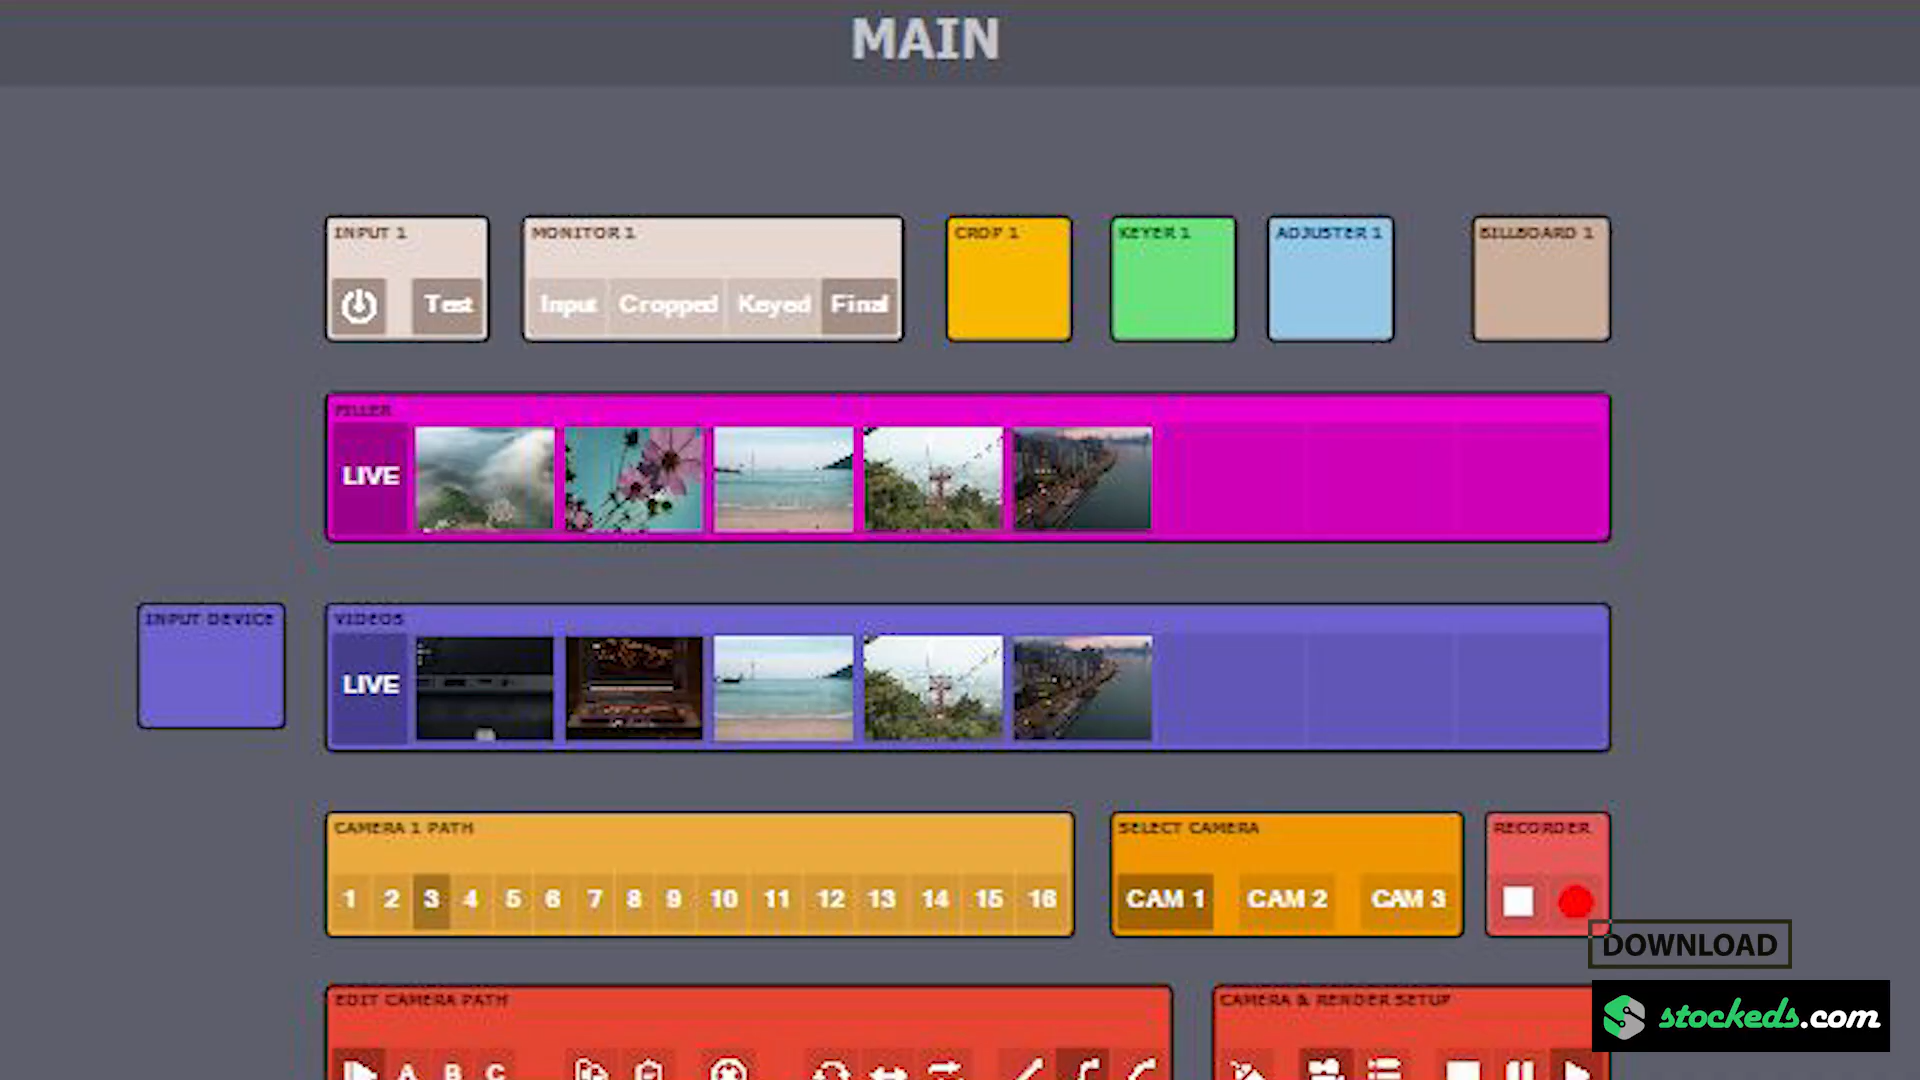 MAIN
INPUT 1
Test
MONITOR 1
Input Cropped Keyed Final
CROP 1
KEYER 1
ADJUSTER 1
BILLBOARD 1
FILLER
LIVE
INPUT DEVICE
VIDEOS
LIVE
CAMERA 1 PATH
1 2 3 4 5 6 7 8 9 10 11 12 13 14 15 16
SELECT CAMERA
CAM 1 CAM 2 CAM 3
RECORDER
DOWNLOAD
EDIT CAMERA PATH
A B C
CAMERA & RENDER SETUP
stockeds.com